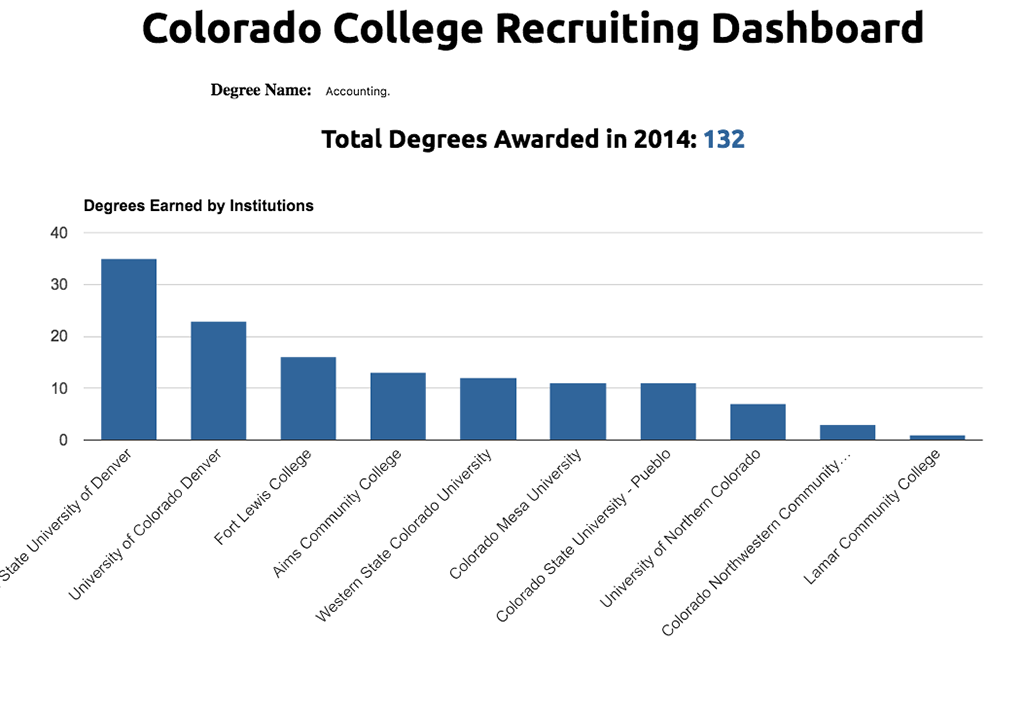 Colorado College Recruiting Dashboard
Degree Name: Accounting.
Total Degrees Awarded in 2014: 132
Degrees Earned by Institutions
40
30
20
10
0
State University of Denver
University of Colorado Denver
Fort Lewis College
Aims Community College
Western State Colorado University
Colorado Mesa University
Colorado State University - Pueblo
University of Northern Colorado
Colorado Northwestern Community...
Lamar Community College